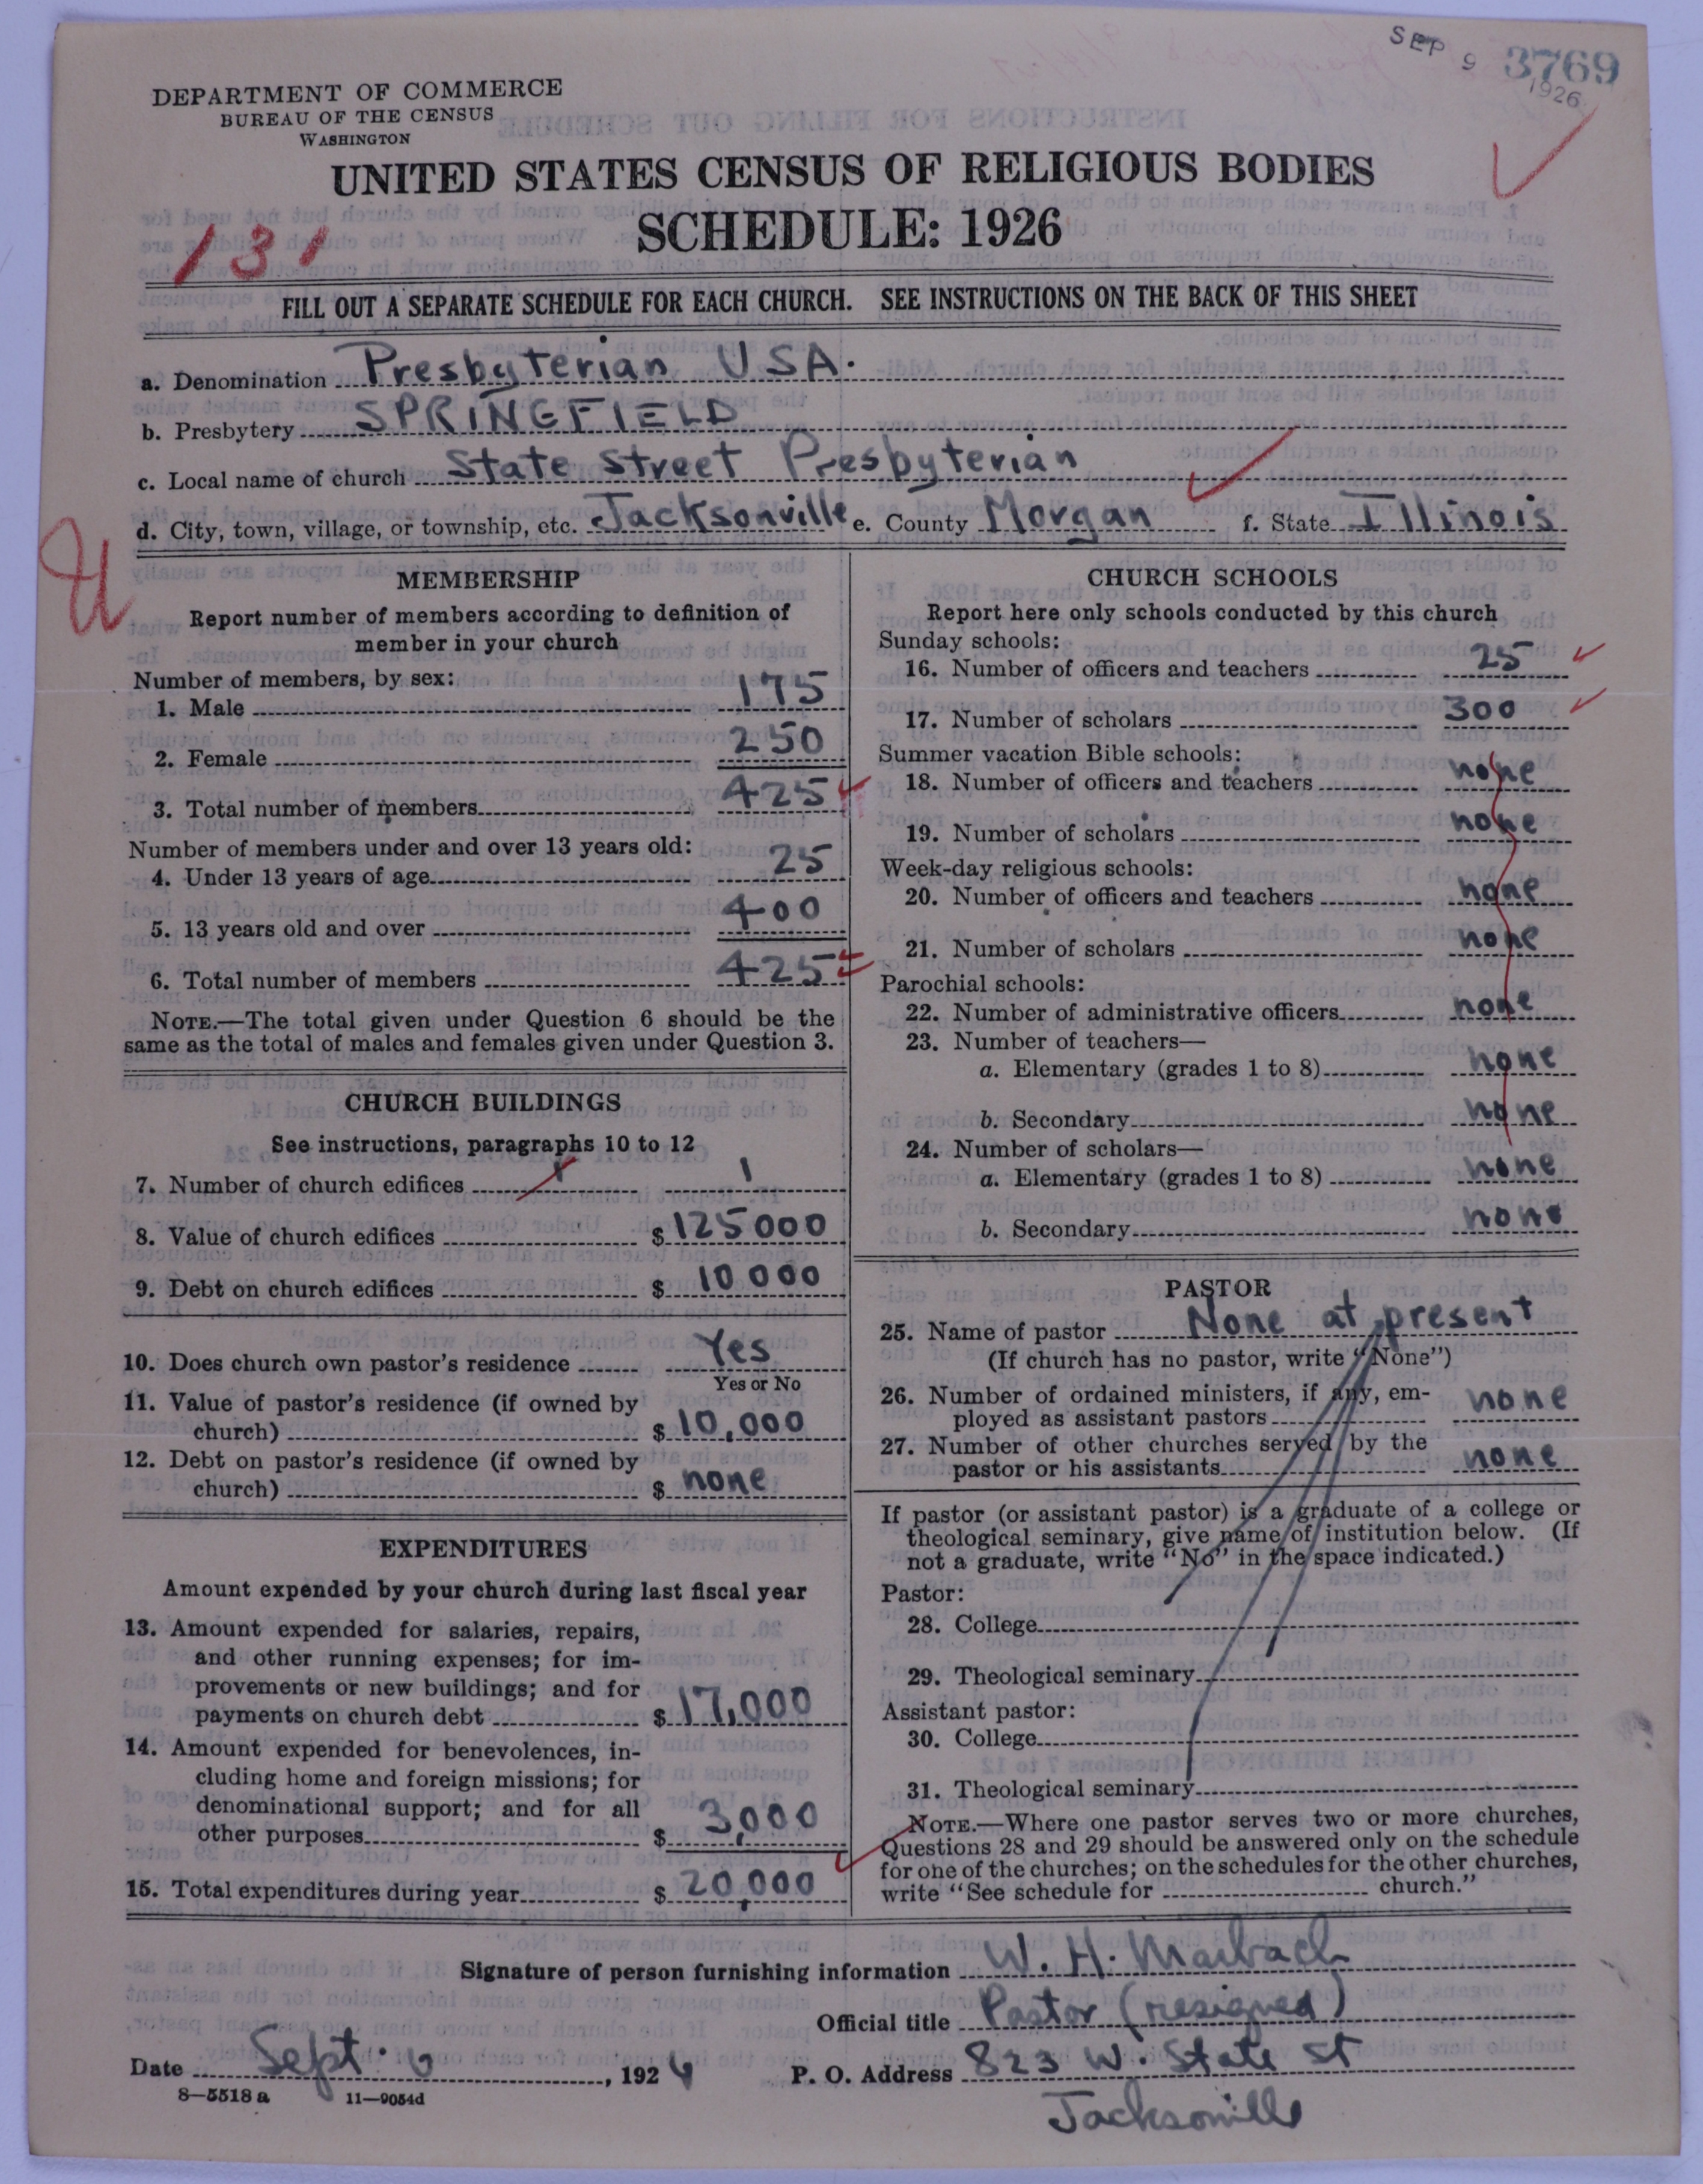 SEP 9 1926
3769
DEPARTMENT OF COMMERCE
BUREAU OF THE CENSUS
WASHINGTON
UNITED STATES CENSUS OF RELIGIOUS BODIES
SCHEDULE: 1926
131
FILL OUT A SEPARATE SCHEDULE FOR EACH CHURCH. SEE INSTRUCTIONS ON THE BACK OF THIS SHEET
a. Denomination Presbyterian U.S.A.
b. Presbytery SPRINGFIELD
c. Local name of church State Street Presbyterian
d. City, town, village, or township, etc. Jacksonville e. County Morgan f. State Illinois
MEMBERSHIP
Report number of members according to definition of
member in your church
Number of members, by sex:
1. Male 175
2. Female 250
3. Total number of members 425
Number of members under and over 13 years old:
4. Under 13 years of age 25
5. 13 years old and over 400
6. Total number of members 425
NOTE.—The total given under Question 6 should be the
same as the total of males and females given under Question 3.
CHURCH BUILDINGS
See instructions, paragraphs 10 to 12
7. Number of church edifices 1
8. Value of church edifices $ 125000
9. Debt on church edifices $ 10000
10. Does church own pastor's residence Yes
Yes or No
11. Value of pastor's residence (if owned by
church) $ 10,000
12. Debt on pastor's residence (if owned by
church) $ none
EXPENDITURES
Amount expended by your church during last fiscal year
13. Amount expended for salaries, repairs,
and other running expenses; for im-
provements or new buildings; and for
payments on church debt $ 17,000
14. Amount expended for benevolences, in-
cluding home and foreign missions; for
denominational support; and for all
other purposes $ 3,000
15. Total expenditures during year $ 20,000
CHURCH SCHOOLS
Report here only schools conducted by this church
Sunday schools:
16. Number of officers and teachers 25
17. Number of scholars 300
Summer vacation Bible schools:
18. Number of officers and teachers none
19. Number of scholars none
Week-day religious schools:
20. Number of officers and teachers none
21. Number of scholars none
Parochial schools:
22. Number of administrative officers none
23. Number of teachers—
a. Elementary (grades 1 to 8) none
b. Secondary none
24. Number of scholars—
a. Elementary (grades 1 to 8) none
b. Secondary none
PASTOR
25. Name of pastor None at present
(If church has no pastor, write "None")
26. Number of ordained ministers, if any, em-
ployed as assistant pastors none
27. Number of other churches served by the
pastor or his assistants none
If pastor (or assistant pastor) is a graduate of a college or
theological seminary, give name of institution below. (If
not a graduate, write "No" in the space indicated.)
Pastor:
28. College
29. Theological seminary
Assistant pastor:
30. College
31. Theological seminary
NOTE.—Where one pastor serves two or more churches,
Questions 28 and 29 should be answered only on the schedule
for one of the churches; on the schedules for the other churches,
write "See schedule for church."
Signature of person furnishing information W. H. Marbach
Official title Pastor (resigned)
Date Sept. 6, 1926 P. O. Address 823 W. State St
Jacksonville
8—5518 a 11—9054d